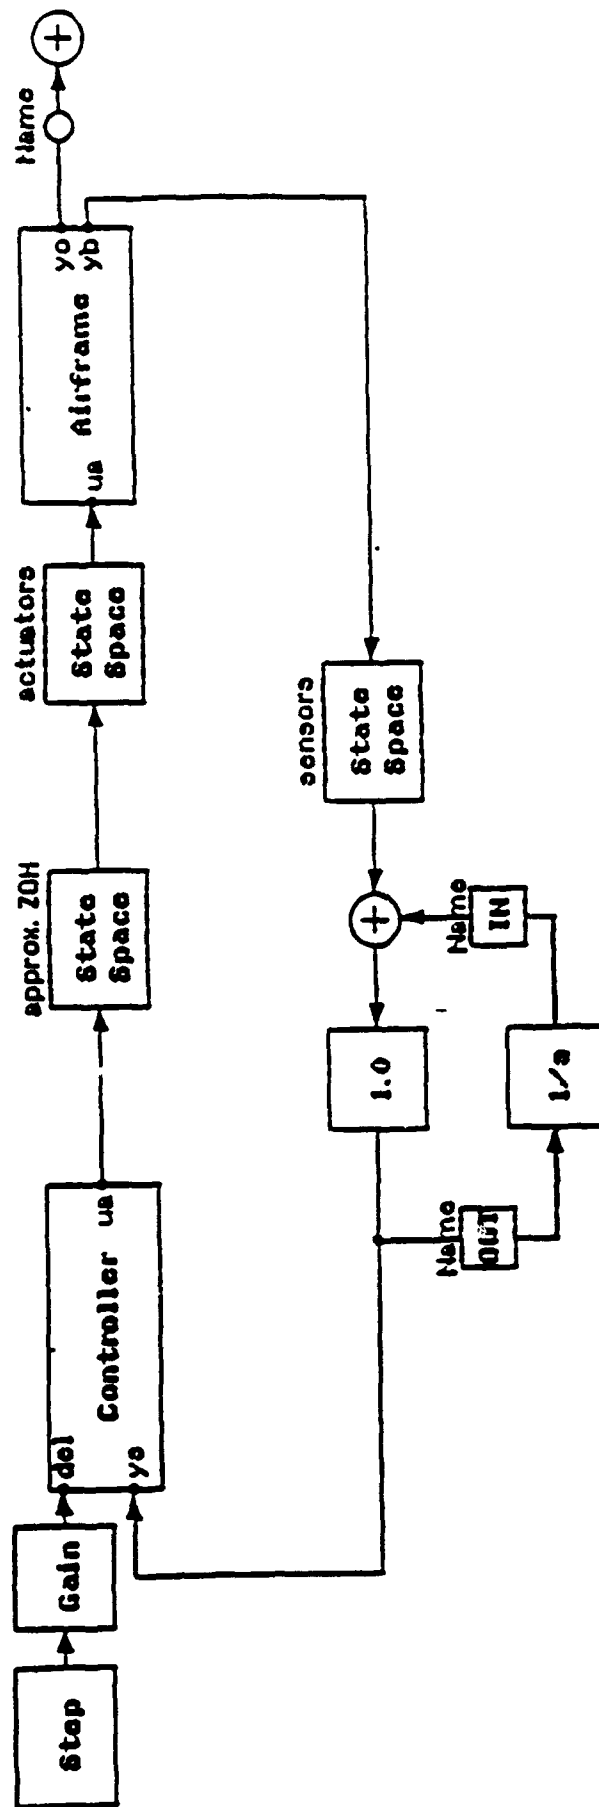 Step
Gain
del
ye
Controller
ua
approx. ZOH
State
Space
actuators
State
Space
ua
Airframe
yo
yb
Name
+
sensors
State
Space
+
Name
IN
1.0
1/s
Name
OUT